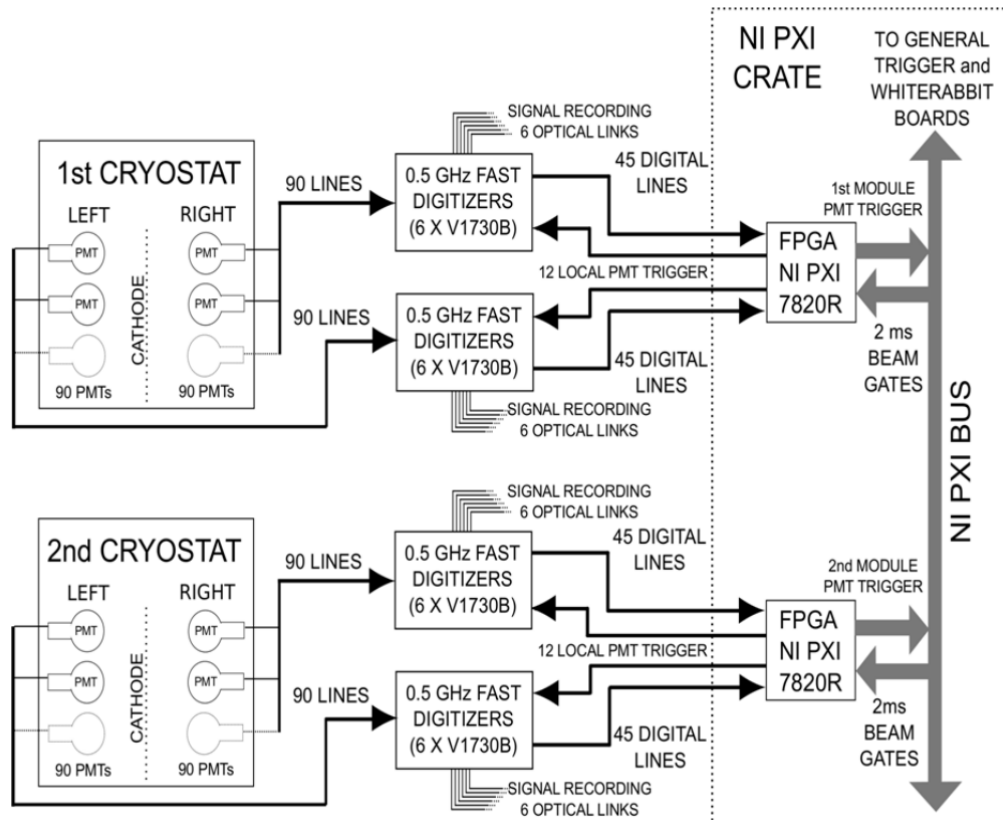 NI PXI
CRATE
TO GENERAL
TRIGGER and
WHITERABBIT
BOARDS
SIGNAL RECORDING
6 OPTICAL LINKS
1st CRYOSTAT
LEFT
RIGHT
PMT
PMT
PMT
PMT
CATHODE
90 PMTs
90 PMTs
90 LINES
90 LINES
0.5 GHz FAST
DIGITIZERS
(6 X V1730B)
45 DIGITAL
LINES
12 LOCAL PMT TRIGGER
0.5 GHz FAST
DIGITIZERS
(6 X V1730B)
45 DIGITAL
LINES
SIGNAL RECORDING
6 OPTICAL LINKS
FPGA
NI PXI
7820R
1st MODULE
PMT TRIGGER
2 ms
BEAM
GATES
NI PXI BUS
SIGNAL RECORDING
6 OPTICAL LINKS
2nd CRYOSTAT
LEFT
RIGHT
PMT
PMT
PMT
PMT
CATHODE
90 PMTs
90 PMTs
90 LINES
90 LINES
0.5 GHz FAST
DIGITIZERS
(6 X V1730B)
45 DIGITAL
LINES
12 LOCAL PMT TRIGGER
0.5 GHz FAST
DIGITIZERS
(6 X V1730B)
45 DIGITAL
LINES
SIGNAL RECORDING
6 OPTICAL LINKS
FPGA
NI PXI
7820R
2nd MODULE
PMT TRIGGER
2ms
BEAM
GATES